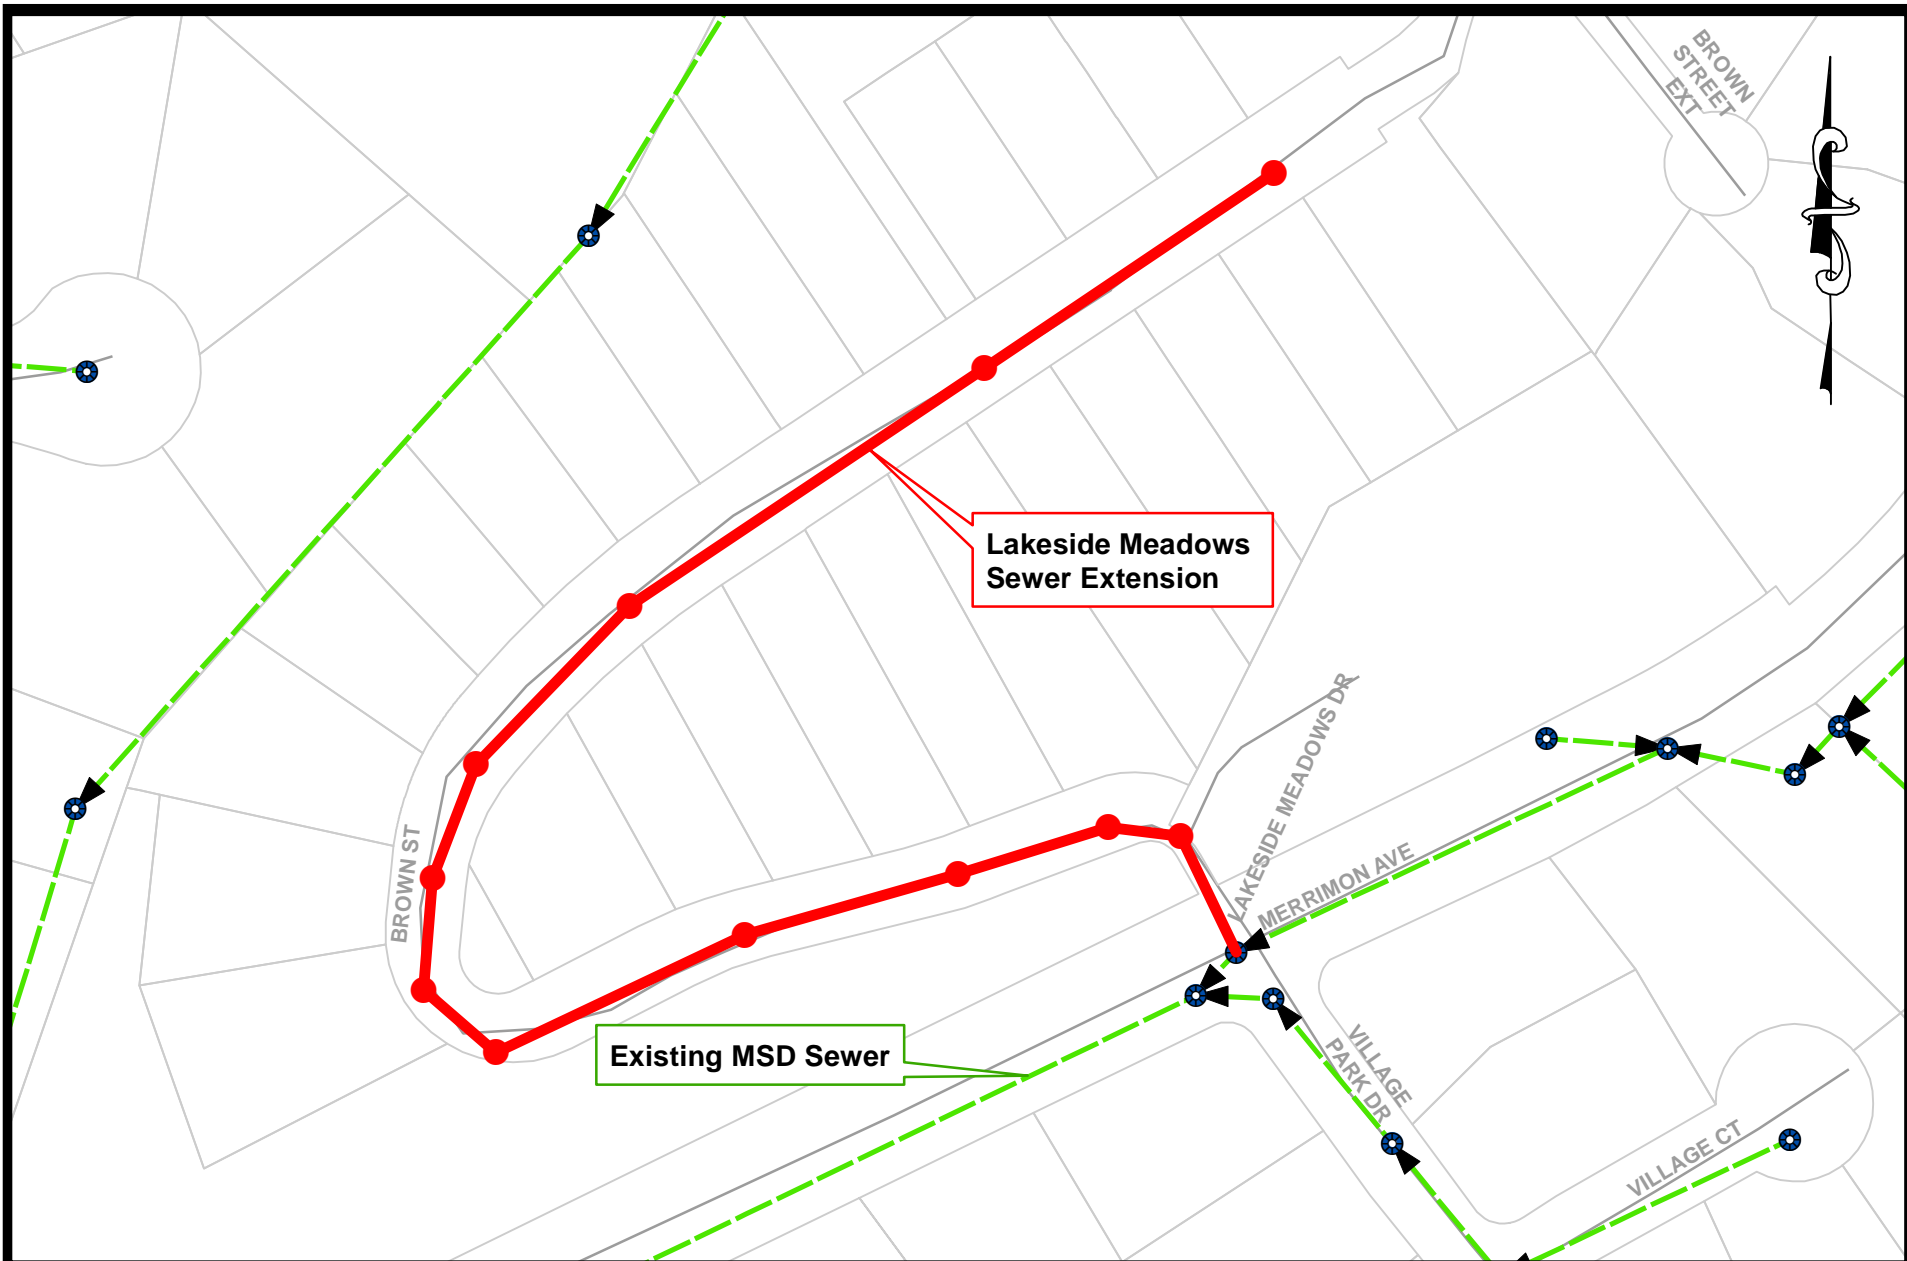 BROWN
STREET
EXT
Lakeside Meadows
Sewer Extension
LAKESIDE MEADOWS DR
MERRIMON AVE
BROWN ST
Existing MSD Sewer
VILLAGE
PARK DR
VILLAGE CT